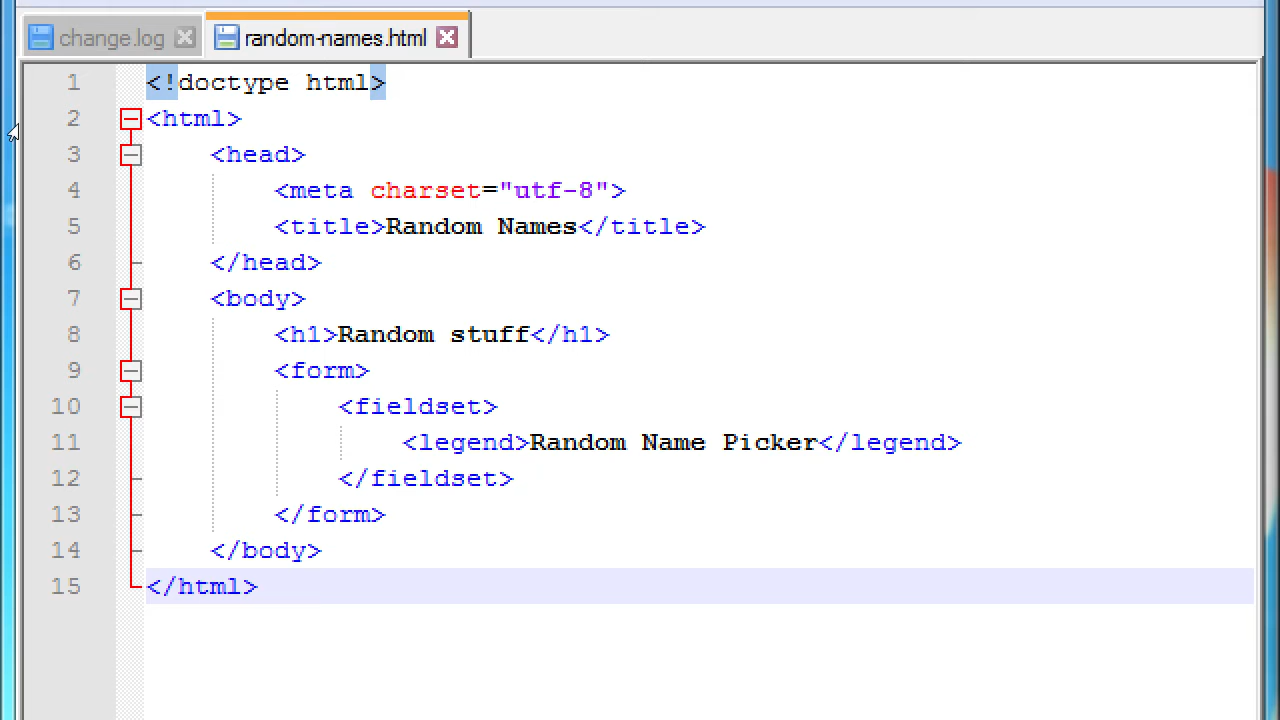 change.log random-names.html
1 <!doctype html>
2 <html>
3 <head>
4 <meta charset="utf-8">
5 <title>Random Names</title>
6 </head>
7 <body>
8 <h1>Random stuff</h1>
9 <form>
10 <fieldset>
11 <legend>Random Name Picker</legend>
12 </fieldset>
13 </form>
14 </body>
15 </html>